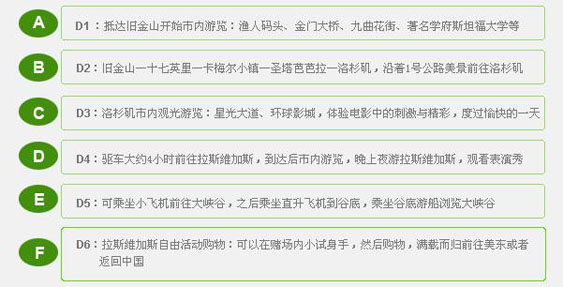 A D1：抵达旧金山开始市内游览：渔人码头、金门大桥、九曲花街、著名学府斯坦福大学等
B D2：旧金山一十七英里一卡梅尔小镇一圣塔芭芭拉一洛杉矶，沿着1号公路美景前往洛杉矶
C D3：洛杉矶市内观光游览：星光大道、环球影城，体验电影中的刺激与精彩，度过愉快的一天
D D4：驱车大约4小时前往拉斯维加斯，到达后市内游览，晚上夜游拉斯维加斯，观看表演秀
E D5：可乘坐小飞机前往大峡谷，之后乘坐直升飞机到谷底，乘坐谷底游船浏览大峡谷
F D6：拉斯维加斯自由活动购物：可以在赌场内小试身手，然后购物，满载而归前往美东或者
返回中国